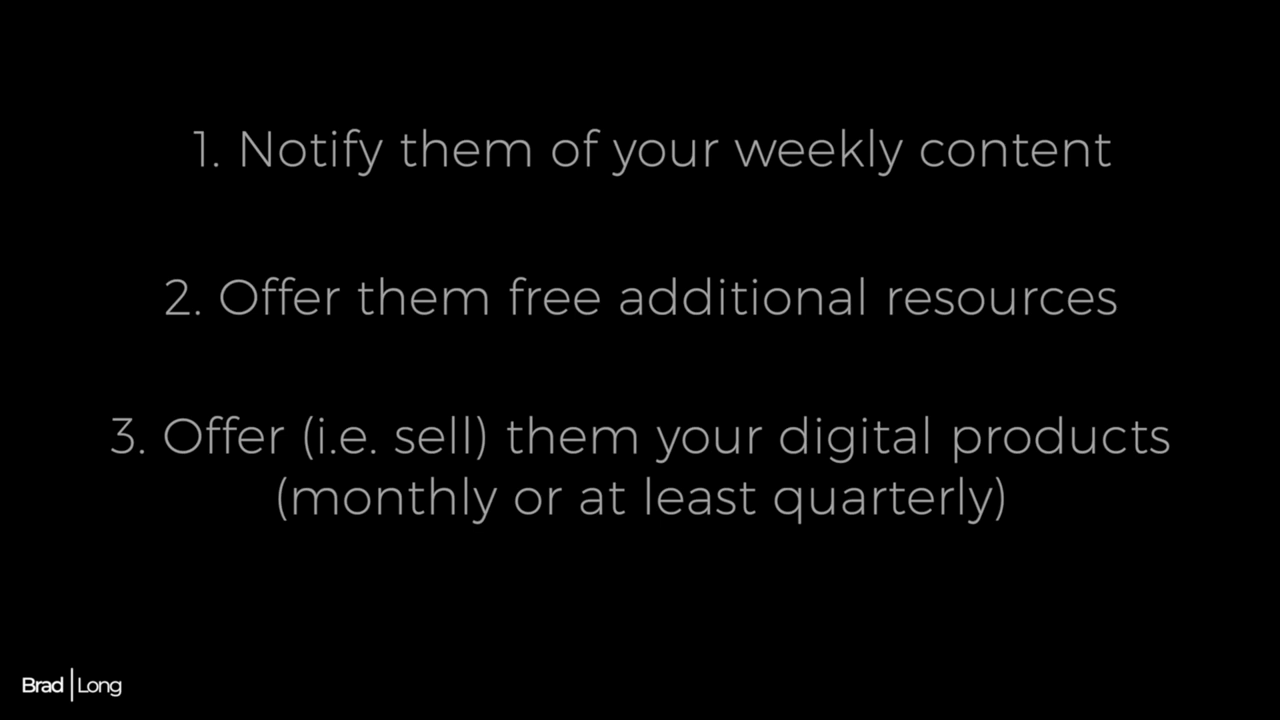 1. Notify them of your weekly content
2. Offer them free additional resources
3. Offer (i.e. sell) them your digital products
(monthly or at least quarterly)
Brad|Long